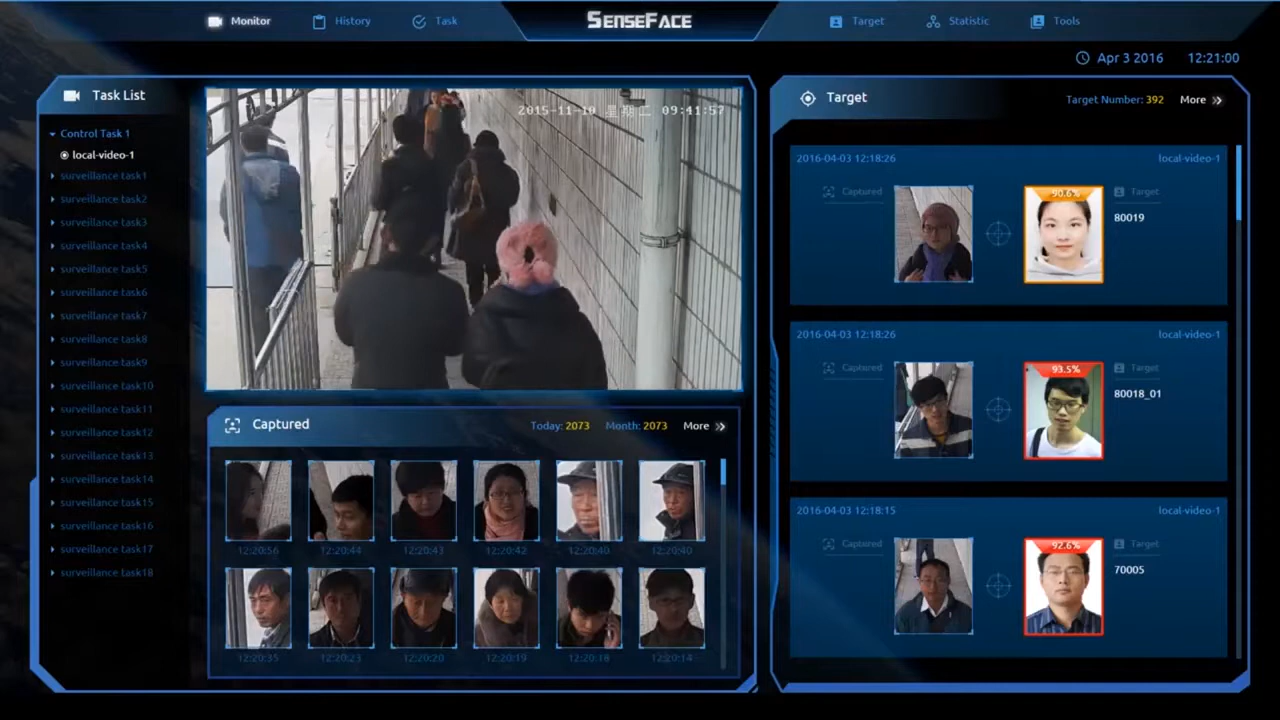 Monitor
History
Task
SENSEFACE
Target
Statistic
Tools
Apr 3 2016 12:21:00
Task List
Control Task 1
local-video-1
surveillance task1
surveillance task2
surveillance task3
surveillance task4
surveillance task5
surveillance task6
surveillance task7
surveillance task8
surveillance task9
surveillance task10
surveillance task11
surveillance task12
surveillance task13
surveillance task14
surveillance task15
surveillance task16
surveillance task17
surveillance task18
2015-11-10 星期二 09:41:57
Captured
Today: 2073 Month: 2073 More
12:20:56 12:20:44 12:20:43 12:20:42 12:20:40 12:20:40
12:20:35 12:20:23 12:20:20 12:20:19 12:20:18 12:20:14
Target
Target Number: 392 More
2016-04-03 12:18:26 local-video-1
Captured 90.6% Target
80019
2016-04-03 12:18:26 local-video-1
Captured 93.5% Target
80018_01
2016-04-03 12:18:15 local-video-1
Captured 92.6% Target
70005